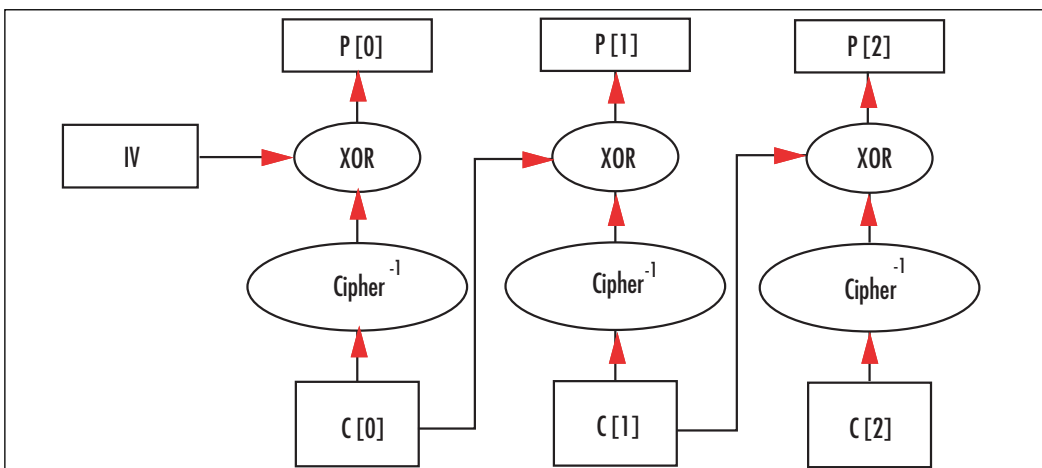 P [0]
P [1]
P [2]
IV
XOR
XOR
XOR
Cipher-1
Cipher-1
Cipher-1
C [0]
C [1]
C [2]